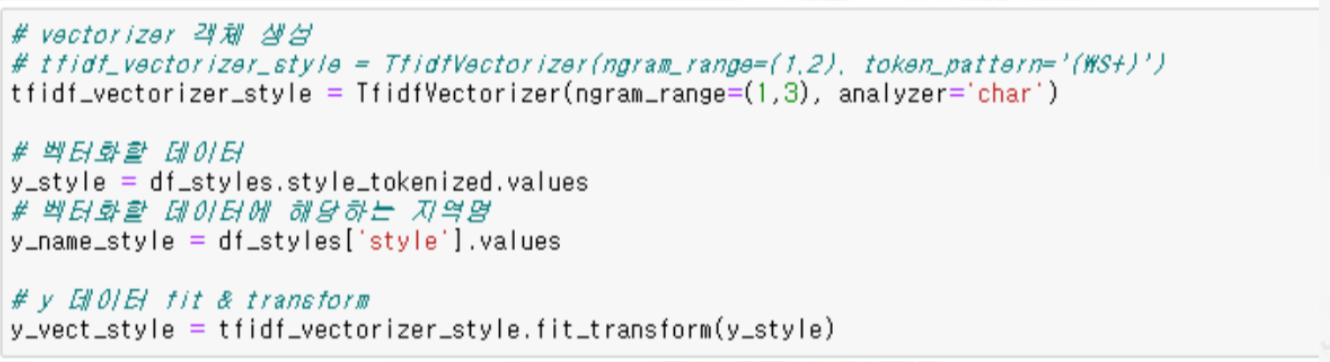 # vectorizer 객체 생성
# tfidf_vectorizer_style = TfidfVectorizer(ngram_range=(1,2), token_pattern='(₩S+)')
tfidf_vectorizer_style = TfidfVectorizer(ngram_range=(1,3), analyzer='char')
# 벡터화할 데이터
y_style = df_styles.style_tokenized.values
# 벡터화할 데이터에 해당하는 지역명
y_name_style = df_styles['style'].values
# y 데이터 fit & transform
y_vect_style = tfidf_vectorizer_style.fit_transform(y_style)